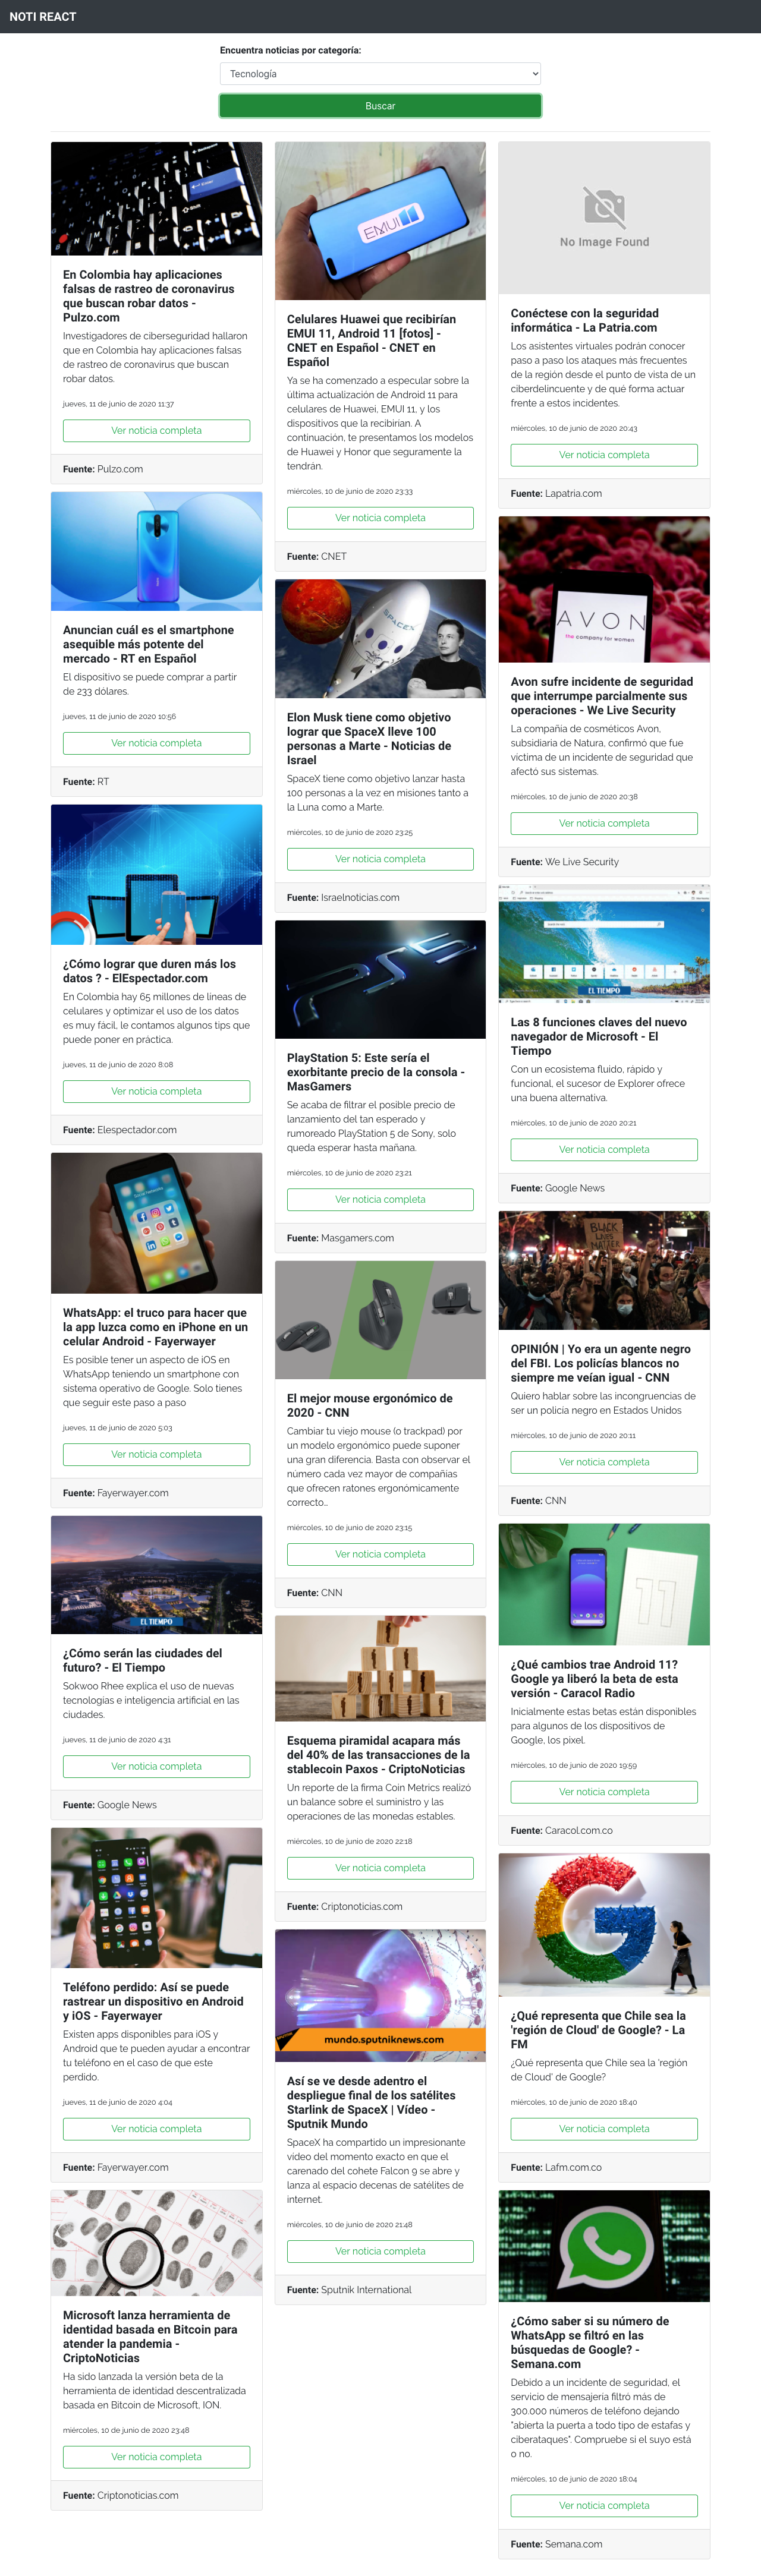 NOTI REACT
Encuentra noticias por categoría:
Tecnología
Buscar
En Colombia hay aplicaciones
falsas de rastreo de coronavirus
que buscan robar datos -
Pulzo.com
Investigadores de ciberseguridad hallaron
que en Colombia hay aplicaciones falsas
de rastreo de coronavirus que buscan
robar datos.
jueves, 11 de junio de 2020 11:37
Ver noticia completa
Fuente: Pulzo.com
Anuncian cuál es el smartphone
asequible más potente del
mercado - RT en Español
El dispositivo se puede comprar a partir
de 233 dólares.
jueves, 11 de junio de 2020 10:56
Ver noticia completa
Fuente: RT
¿Cómo lograr que duren más los
datos ? - ElEspectador.com
En Colombia hay 65 millones de líneas de
celulares y optimizar el uso de los datos
es muy fácil, le contamos algunos tips que
puede poner en práctica.
jueves, 11 de junio de 2020 8:08
Ver noticia completa
Fuente: Elespectador.com
WhatsApp: el truco para hacer que
la app luzca como en iPhone en un
celular Android - Fayerwayer
Es posible tener un aspecto de iOS en
WhatsApp teniendo un smartphone con
sistema operativo de Google. Solo tienes
que seguir este paso a paso
jueves, 11 de junio de 2020 5:03
Ver noticia completa
Fuente: Fayerwayer.com
EL TIEMPO
¿Cómo serán las ciudades del
futuro? - El Tiempo
Sokwoo Rhee explica el uso de nuevas
tecnologías e inteligencia artificial en las
ciudades.
jueves, 11 de junio de 2020 4:31
Ver noticia completa
Fuente: Google News
Teléfono perdido: Así se puede
rastrear un dispositivo en Android
y iOS - Fayerwayer
Existen apps disponibles para iOS y
Android que te pueden ayudar a encontrar
tu teléfono en el caso de que este
perdido.
jueves, 11 de junio de 2020 4:04
Ver noticia completa
Fuente: Fayerwayer.com
Microsoft lanza herramienta de
identidad basada en Bitcoin para
atender la pandemia -
CriptoNoticias
Ha sido lanzada la versión beta de la
herramienta de identidad descentralizada
basada en Bitcoin de Microsoft, ION.
miércoles, 10 de junio de 2020 23:48
Ver noticia completa
Fuente: Criptonoticias.com
EMUI
Celulares Huawei que recibirían
EMUI 11, Android 11 [fotos] -
CNET en Español - CNET en
Español
Ya se ha comenzado a especular sobre la
última actualización de Android 11 para
celulares de Huawei, EMUI 11, y los
dispositivos que la recibirían. A
continuación, te presentamos los modelos
de Huawei y Honor que seguramente la
tendrán.
miércoles, 10 de junio de 2020 23:33
Ver noticia completa
Fuente: CNET
SPACEX
Elon Musk tiene como objetivo
lograr que SpaceX lleve 100
personas a Marte - Noticias de
Israel
SpaceX tiene como objetivo lanzar hasta
100 personas a la vez en misiones tanto a
la Luna como a Marte.
miércoles, 10 de junio de 2020 23:25
Ver noticia completa
Fuente: Israelnoticias.com
PS5
PlayStation 5: Este sería el
exorbitante precio de la consola -
MasGamers
Se acaba de filtrar el posible precio de
lanzamiento del tan esperado y
rumoreado PlayStation 5 de Sony, solo
queda esperar hasta mañana.
miércoles, 10 de junio de 2020 23:21
Ver noticia completa
Fuente: Masgamers.com
El mejor mouse ergonómico de
2020 - CNN
Cambiar tu viejo mouse (o trackpad) por
un modelo ergonómico puede suponer
una gran diferencia. Basta con observar el
número cada vez mayor de compañías
que ofrecen ratones ergonómicamente
correcto…
miércoles, 10 de junio de 2020 23:15
Ver noticia completa
Fuente: CNN
Esquema piramidal acapara más
del 40% de las transacciones de la
stablecoin Paxos - CriptoNoticias
Un reporte de la firma Coin Metrics realizó
un balance sobre el suministro y las
operaciones de las monedas estables.
miércoles, 10 de junio de 2020 22:18
Ver noticia completa
Fuente: Criptonoticias.com
mundo.sputniknews.com
Así se ve desde adentro el
despliegue final de los satélites
Starlink de SpaceX | Vídeo -
Sputnik Mundo
SpaceX ha compartido un impresionante
video del momento exacto en que el
carenado del cohete Falcon 9 se abre y
lanza al espacio decenas de satélites de
internet.
miércoles, 10 de junio de 2020 21:48
Ver noticia completa
Fuente: Sputnik International
No Image Found
Conéctese con la seguridad
informática - La Patria.com
Los asistentes virtuales podrán conocer
paso a paso los ataques más frecuentes
de la región desde el punto de vista de un
ciberdelincuente y de qué forma actuar
frente a estos incidentes.
miércoles, 10 de junio de 2020 20:43
Ver noticia completa
Fuente: Lapatria.com
AVON
the company for women
Avon sufre incidente de seguridad
que interrumpe parcialmente sus
operaciones - We Live Security
La compañía de cosméticos Avon,
subsidiaria de Natura, confirmó que fue
víctima de un incidente de seguridad que
afectó sus sistemas.
miércoles, 10 de junio de 2020 20:38
Ver noticia completa
Fuente: We Live Security
EL TIEMPO
Las 8 funciones claves del nuevo
navegador de Microsoft - El
Tiempo
Con un ecosistema fluido, rápido y
funcional, el sucesor de Explorer ofrece
una buena alternativa.
miércoles, 10 de junio de 2020 20:21
Ver noticia completa
Fuente: Google News
BLACK
LIVES
MATTER
OPINIÓN | Yo era un agente negro
del FBI. Los policías blancos no
siempre me veían igual - CNN
Quiero hablar sobre las incongruencias de
ser un policía negro en Estados Unidos
miércoles, 10 de junio de 2020 20:11
Ver noticia completa
Fuente: CNN
11
¿Qué cambios trae Android 11?
Google ya liberó la beta de esta
versión - Caracol Radio
Inicialmente estas betas están disponibles
para algunos de los dispositivos de
Google, los pixel.
miércoles, 10 de junio de 2020 19:59
Ver noticia completa
Fuente: Caracol.com.co
G
¿Qué representa que Chile sea la
'región de Cloud' de Google? - La
FM
¿Qué representa que Chile sea la 'región
de Cloud' de Google?
miércoles, 10 de junio de 2020 18:40
Ver noticia completa
Fuente: Lafm.com.co
¿Cómo saber si su número de
WhatsApp se filtró en las
búsquedas de Google? -
Semana.com
Debido a un incidente de seguridad, el
servicio de mensajería filtró más de
300.000 números de teléfono dejando
"abierta la puerta a todo tipo de estafas y
ciberataques". Compruebe si el suyo está
o no.
miércoles, 10 de junio de 2020 18:04
Ver noticia completa
Fuente: Semana.com